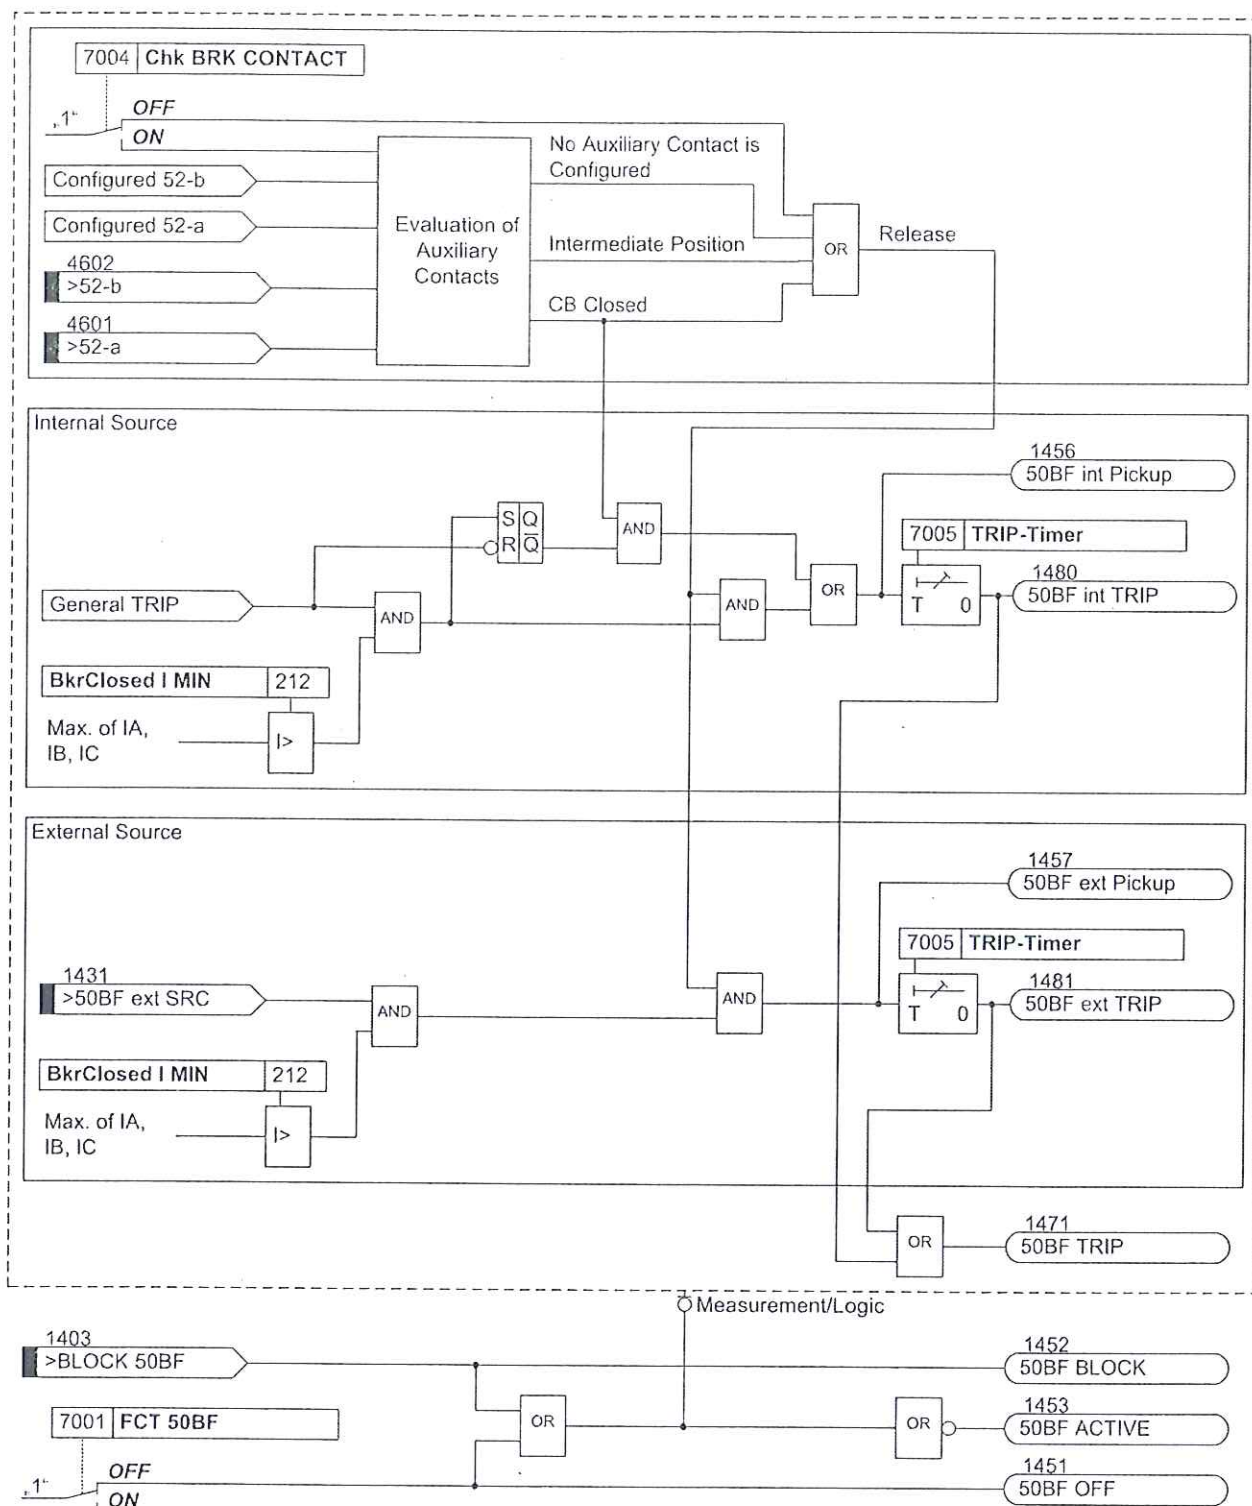 7004 Chk BRK CONTACT
„1“
OFF
ON
Configured 52-b
Configured 52-a
4602
>52-b
4601
>52-a
Evaluation of
Auxiliary
Contacts
No Auxiliary Contact is
Configured
Intermediate Position
CB Closed
OR
Release
Internal Source
1456
50BF int Pickup
S Q
R Q̅
AND
7005 TRIP-Timer
1480
50BF int TRIP
General TRIP
AND
AND
OR
T 0
BkrClosed I MIN 212
Max. of IA,
IB, IC
I>
External Source
1457
50BF ext Pickup
7005 TRIP-Timer
1431
>50BF ext SRC
AND
AND
T 0
1481
50BF ext TRIP
BkrClosed I MIN 212
Max. of IA,
IB, IC
I>
OR
1471
50BF TRIP
Measurement/Logic
1403
>BLOCK 50BF
1452
50BF BLOCK
7001 FCT 50BF
OR
OR
1453
50BF ACTIVE
„1“
OFF
ON
1451
50BF OFF